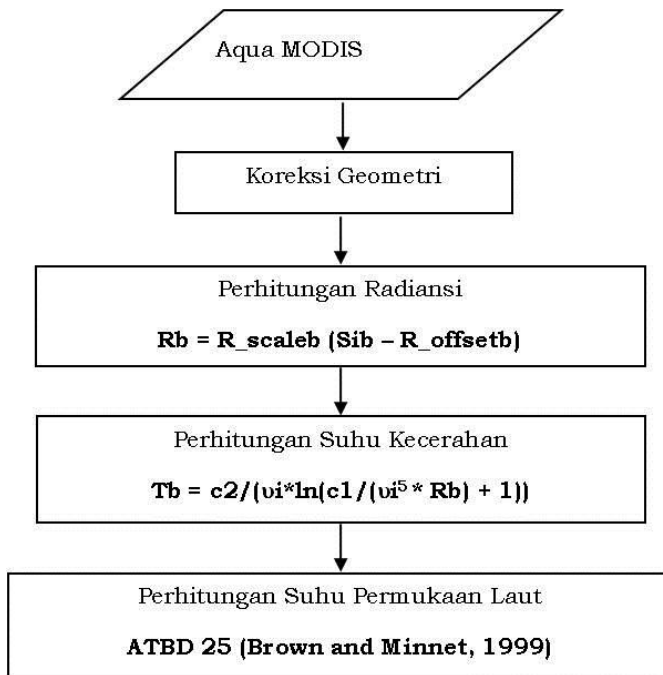 Aqua MODIS
Koreksi Geometri
Perhitungan Radiansi
Rb = R_scaleb (Sib – R_offsetb)
Perhitungan Suhu Kecerahan
Tb = c2/(υi*ln(c1/(υi⁵ * Rb) + 1))
Perhitungan Suhu Permukaan Laut
ATBD 25 (Brown and Minnet, 1999)